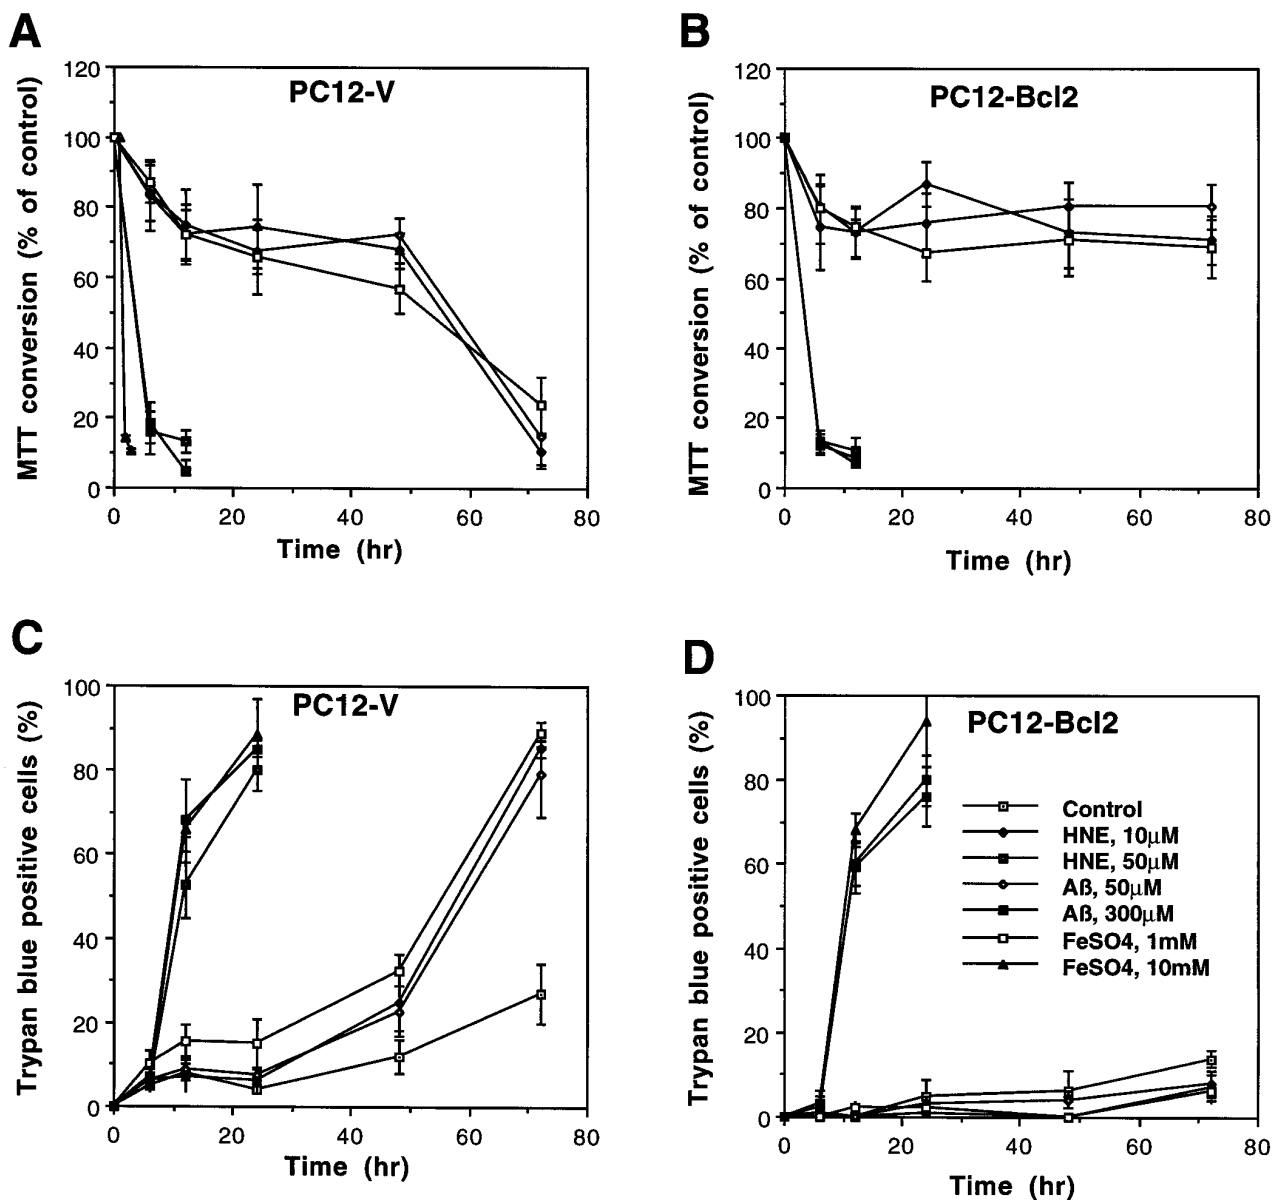 A
PC12-V
MTT conversion (% of control)
120
100
80
60
40
20
0
0 20 40 60 80
Time (hr)
B
PC12-Bcl2
MTT conversion (% of control)
120
100
80
60
40
20
0
0 20 40 60 80
Time (hr)
C
PC12-V
Trypan blue positive cells (%)
100
80
60
40
20
0
0 20 40 60 80
Time (hr)
D
PC12-Bcl2
Trypan blue positive cells (%)
100
80
60
40
20
0
0 20 40 60 80
Time (hr)
Control
HNE, 10µM
HNE, 50µM
Aß, 50µM
Aß, 300µM
FeSO4, 1mM
FeSO4, 10mM